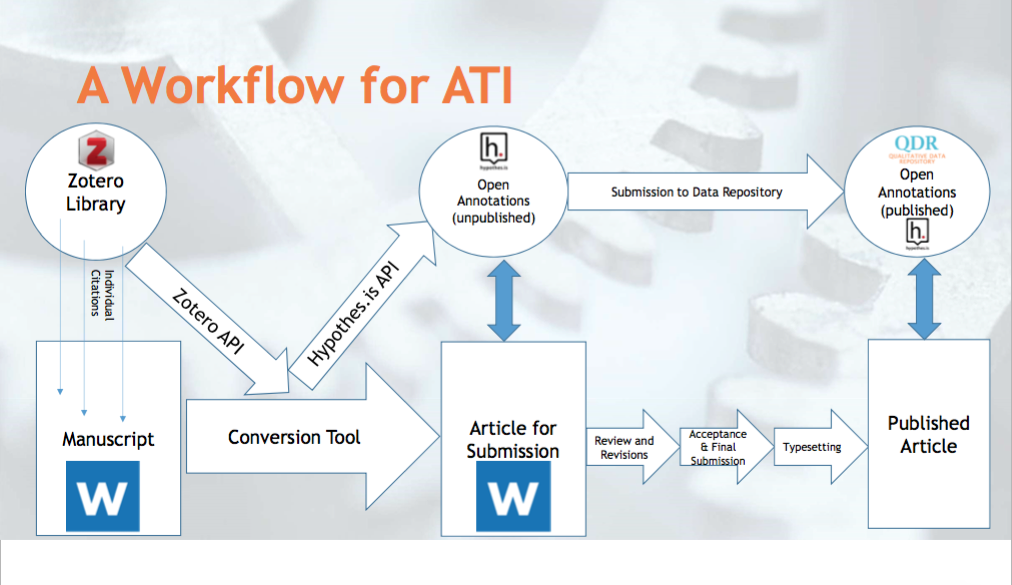 A Workflow for ATI
Z
Zotero
Library
Individual
Citations
Zotero API
Hypothes.is API
h.
hypothes.is
Open
Annotations
(unpublished)
Submission to Data Repository
QDR
QUALITATIVE DATA
REPOSITORY
Open
Annotations
(published)
h.
hypothes.is
Manuscript
W
Conversion Tool
Article for
Submission
W
Review and
Revisions
Acceptance
& Final
Submission
Typesetting
Published
Article